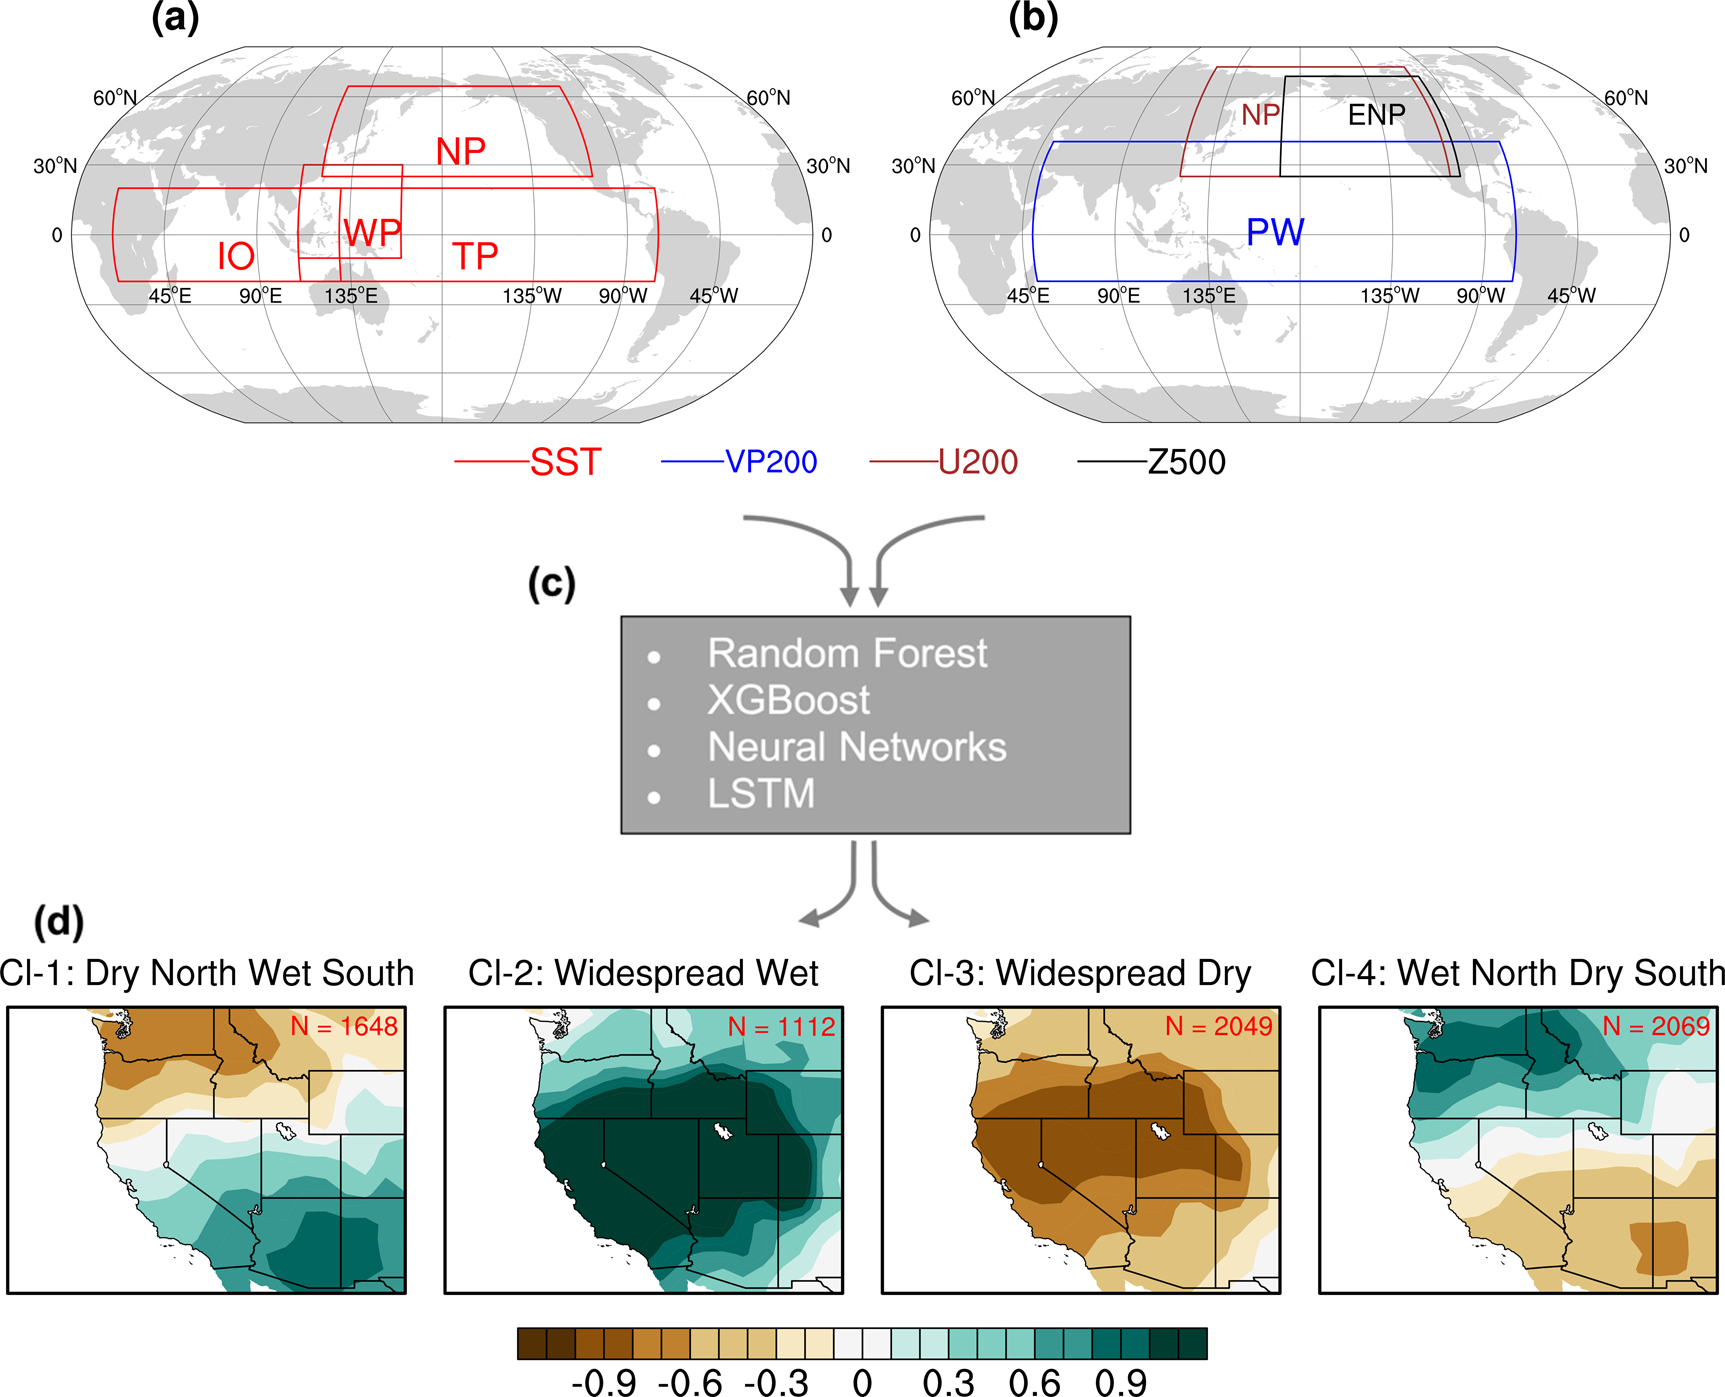 (a)
(b)
60°N
60°N
60°N
60°N
NP
NP
ENP
30°N
30°N
30°N
30°N
0
IO
WP
TP
0
0
PW
0
45°E
90°E
135°E
135°W
90°W
45°W
45°E
90°E
135°E
135°W
90°W
45°W
SST
VP200
U200
Z500
(c)
• Random Forest
• XGBoost
• Neural Networks
• LSTM
(d)
Cl-1: Dry North Wet South
Cl-2: Widespread Wet
Cl-3: Widespread Dry
Cl-4: Wet North Dry South
N = 1648
N = 1112
N = 2049
N = 2069
-0.9 -0.6 -0.3 0 0.3 0.6 0.9